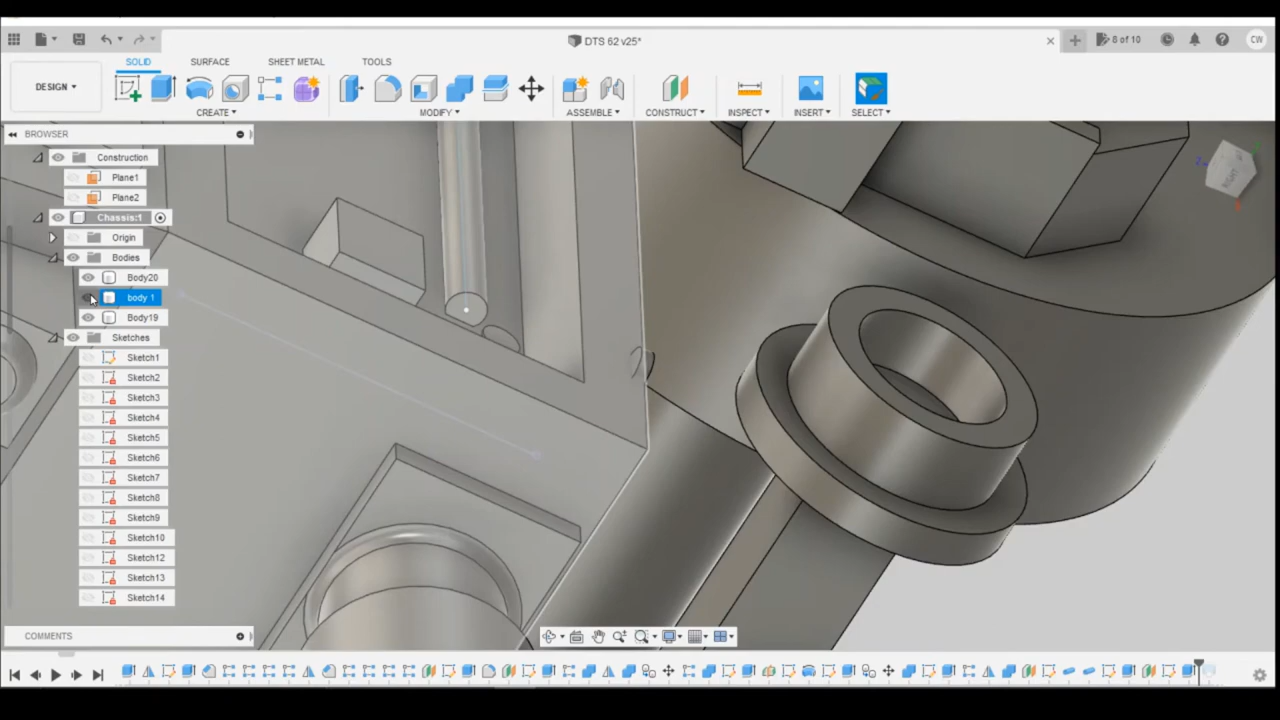 DTS 62 v25*
6 of 10
CW
DESIGN
SOLID
SURFACE
SHEET METAL
TOOLS
CREATE
MODIFY
ASSEMBLE
CONSTRUCT
INSPECT
INSERT
SELECT
BROWSER
Construction
Plane1
Plane2
Chassis:1
Origin
Bodies
Body20
body 1
Body19
Sketches
Sketch1
Sketch2
Sketch3
Sketch4
Sketch5
Sketch6
Sketch7
Sketch8
Sketch9
Sketch10
Sketch12
Sketch13
Sketch14
Z
RIGHT
COMMENTS